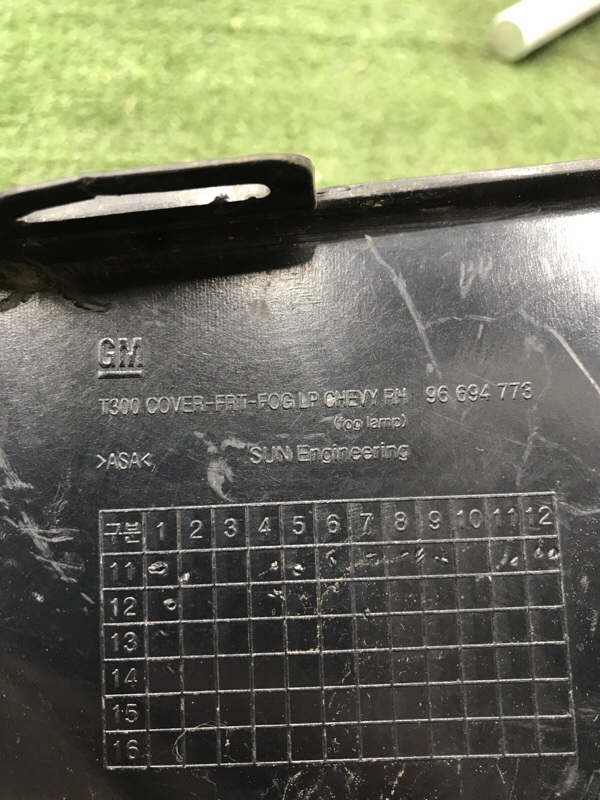 GM
T300 COVER-FRT-FOG LP CHEVY RH 96 694 773
(fog lamp)
>ASA< SUN Engineering
구분 1 2 3 4 5 6 7 8 9 10 11 12
11
12
13
14
15
16